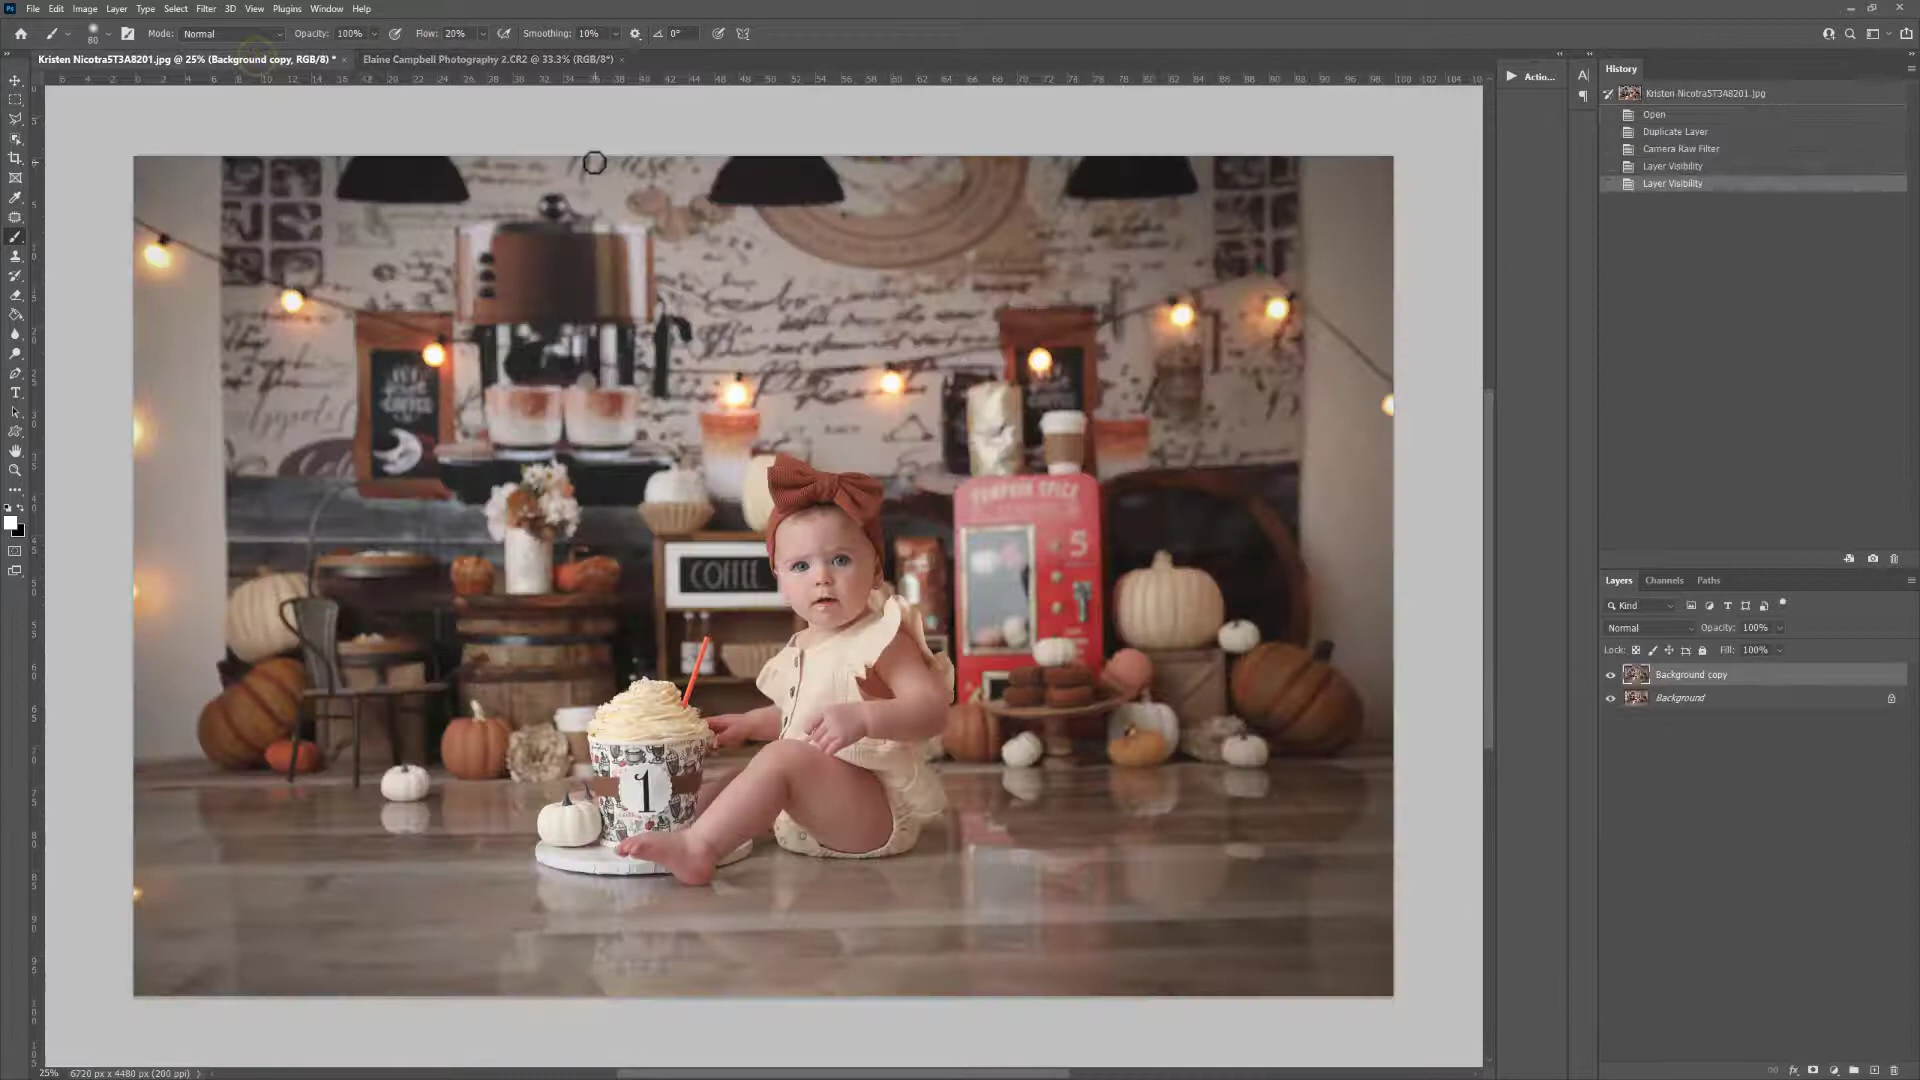 File Edit Image Layer Type Select Filter 3D View Plugins Window Help
80 Mode: Normal Opacity: 100% Flow: 20% Smoothing: 10% 0°
Kristen Nicotra5T3A8201.jpg @ 25% (Background copy, RGB/8) * × Elaine Campbell Photography 2.CR2 @ 33.3% (RGB/8*) ×
Actio...
History
Kristen Nicotra5T3A8201.jpg
Open
Duplicate Layer
Camera Raw Filter
Layer Visibility
Layer Visibility
COFFEE
PUMPKIN SPICE
5
COFFEE
1
Layers Channels Paths
Kind
Normal Opacity: 100%
Lock: Fill: 100%
Background copy
Background
25% 6720 px x 4480 px (200 ppi)